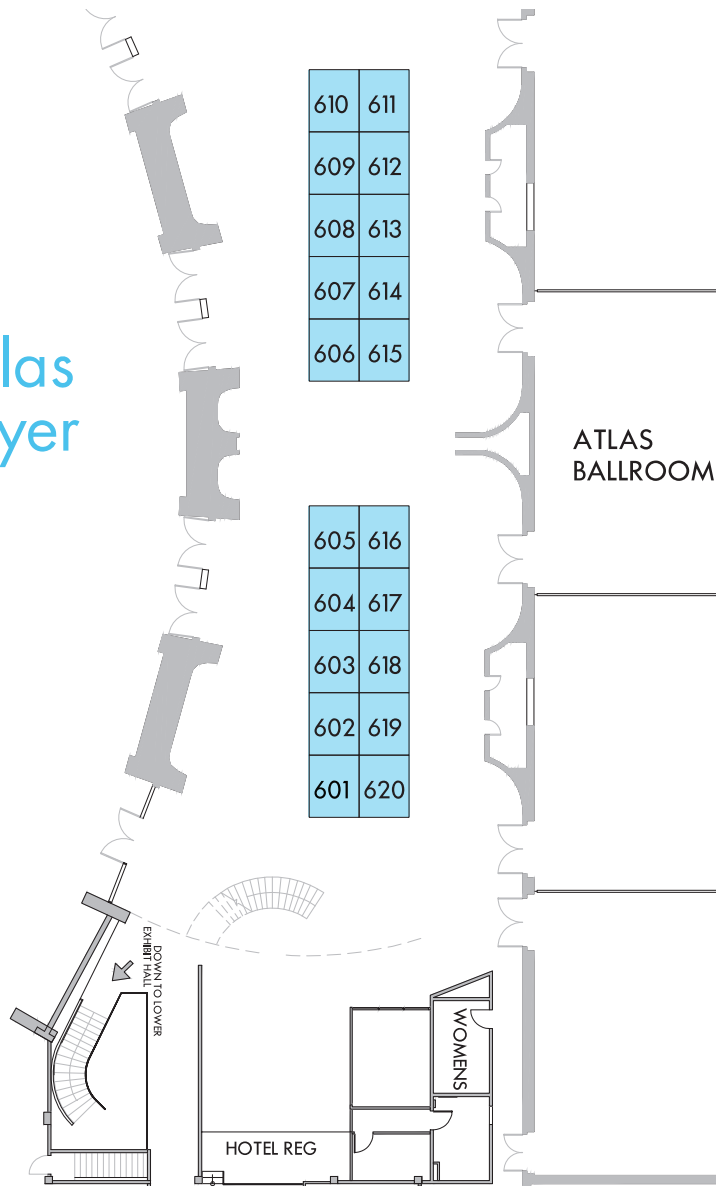 610 611
609 612
608 613
607 614
606 615
las
yer
ATLAS
BALLROOM
605 616
604 617
603 618
602 619
601 620
DOWN TO LOWER
EXHIBIT HALL
WOMENS
HOTEL REG